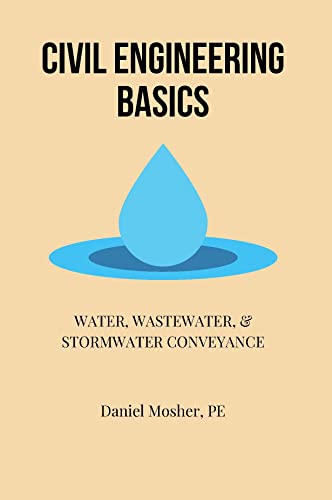 CIVIL ENGINEERING
BASICS
WATER, WASTEWATER, &
STORMWATER CONVEYANCE
Daniel Mosher, PE